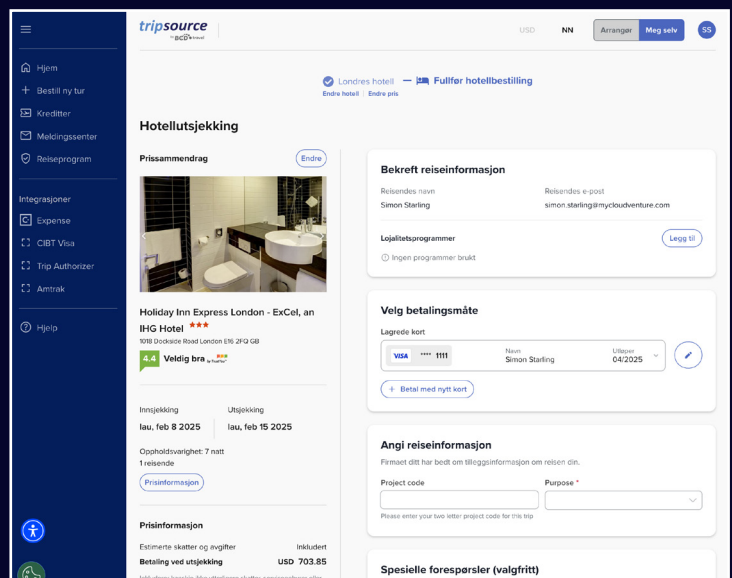 tripsource
BY BCD travel
USD
NN
Arrangør
Meg selv
SS
Hjem
Bestill ny tur
Kreditter
Meldingssenter
Reiseprogram
Integrasjoner
Expense
CIBT Visa
Trip Authorizer
Amtrak
Hjelp
Londres hotell
Fullfør hotellbestilling
Endre hotell | Endre pris
Hotellutsjekking
Prissammendrag
Endre
Holiday Inn Express London - ExCel, an
IHG Hotel
1018 Dockside Road London E16 2FQ GB
4.4 Veldig bra
Innsjekking
Utsjekking
lau, feb 8 2025
lau, feb 15 2025
Oppholdsvarighet: 7 natt
1 reisende
Prisinformasjon
Prisinformasjon
Estimerte skatter og avgifter
Inkludert
Betaling ved utsjekking
USD 703.85
Bekreft reiseinformasjon
Reisendes navn
Reisendes e-post
Simon Starling
simon.starling@mycloudventure.com
Lojalitetsprogrammer
Legg til
Ingen programmer brukt
Velg betalingsmåte
Lagrede kort
VISA
**** 1111
Navn
Simon Starling
Utløper
04/2025
+ Betal med nytt kort
Angi reiseinformasjon
Firmaet ditt har bedt om tilleggsinformasjon om reisen din.
Project code
Purpose *
Please enter your two letter project code for this trip
Spesielle forespørsler (valgfritt)